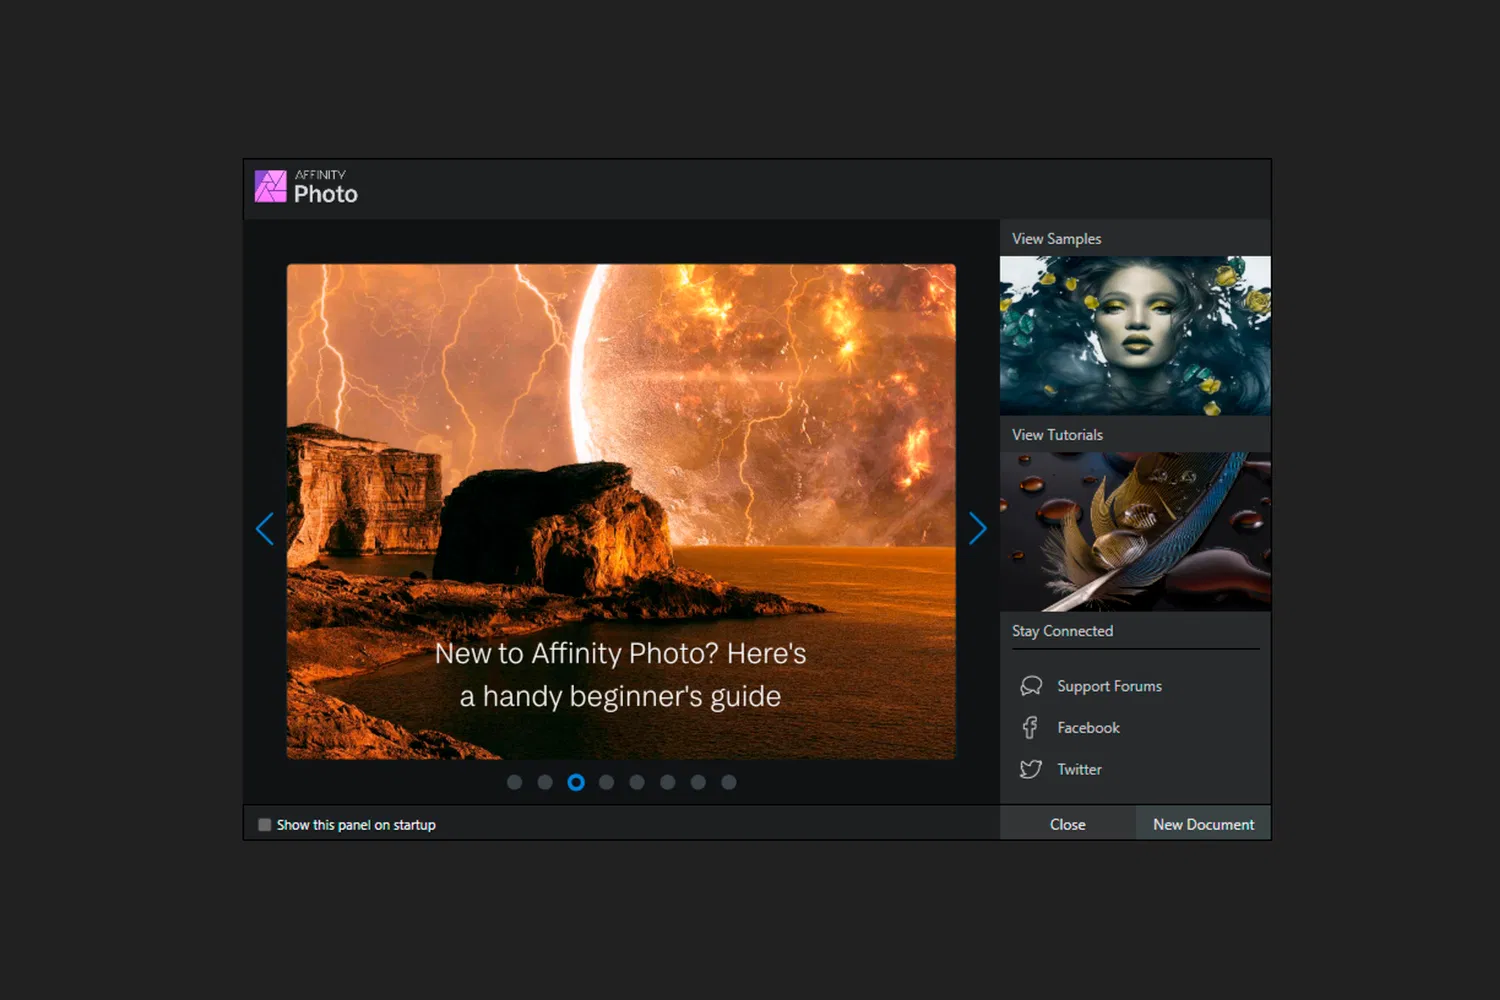 AFFINITY
Photo
View Samples
New to Affinity Photo? Here's
a handy beginner's guide
View Tutorials
Stay Connected
Support Forums
Facebook
Twitter
Show this panel on startup
Close
New Document